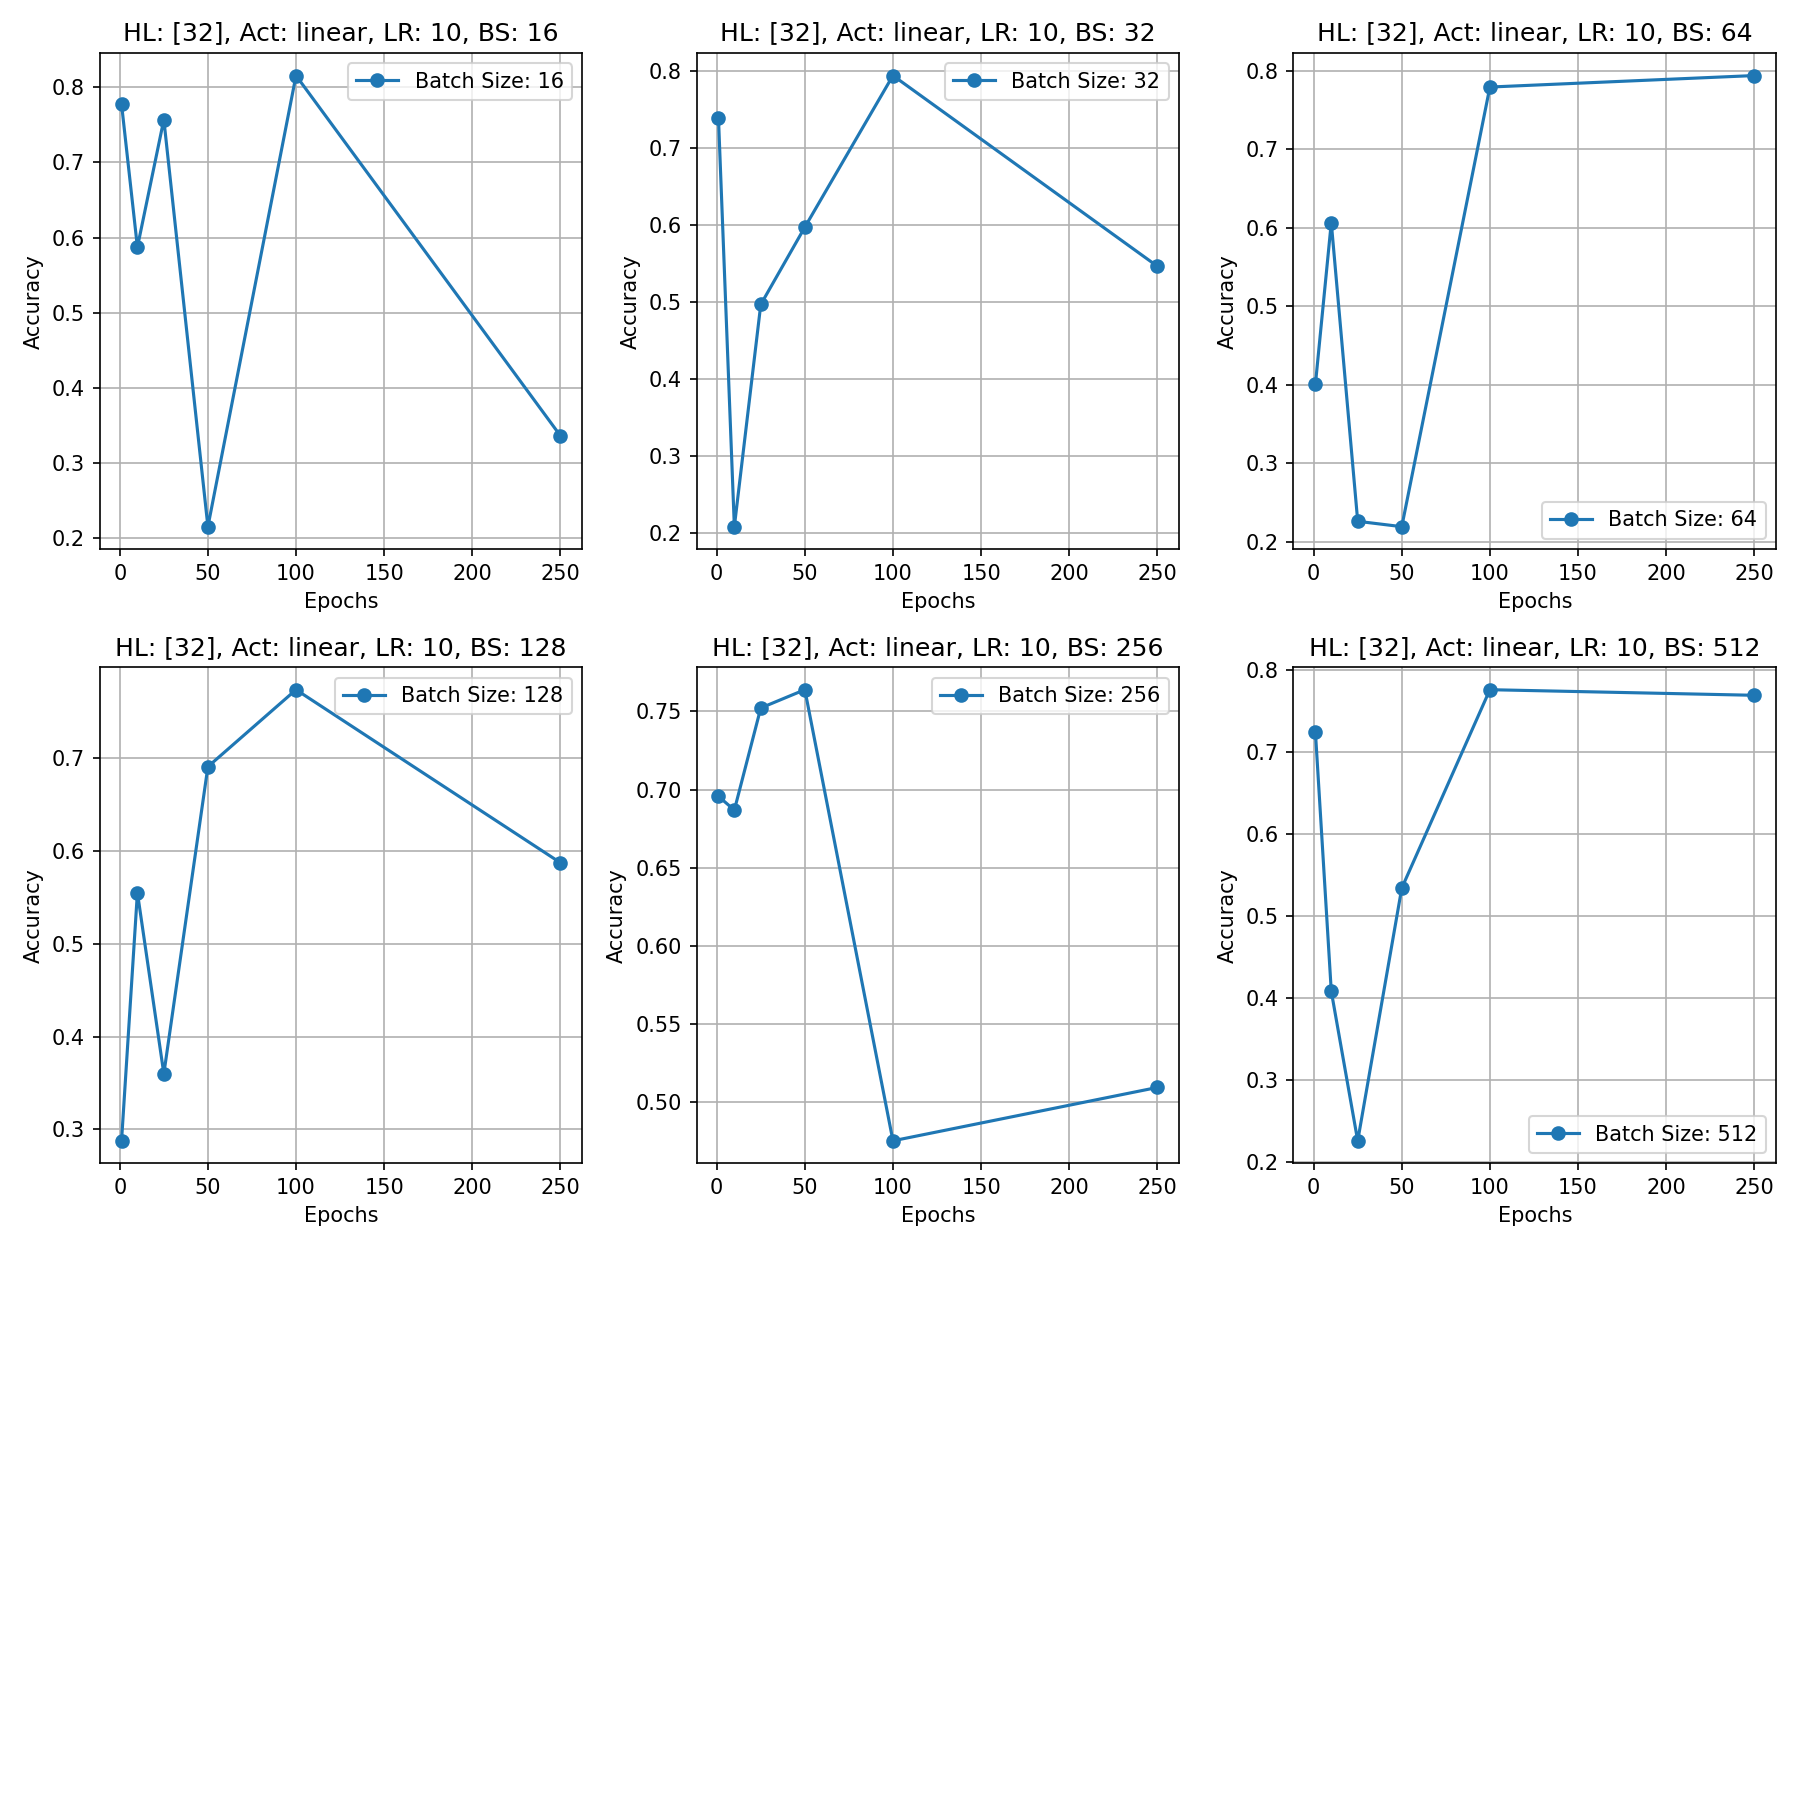 HL: [32], Act: linear, LR: 10, BS: 16
Batch Size: 16
Accuracy
0.8
0.7
0.6
0.5
0.4
0.3
0.2
0 50 100 150 200 250
Epochs
HL: [32], Act: linear, LR: 10, BS: 32
Batch Size: 32
Accuracy
0.8
0.7
0.6
0.5
0.4
0.3
0.2
0 50 100 150 200 250
Epochs
HL: [32], Act: linear, LR: 10, BS: 64
Accuracy
0.8
0.7
0.6
0.5
0.4
0.3
0.2
Batch Size: 64
0 50 100 150 200 250
Epochs
HL: [32], Act: linear, LR: 10, BS: 128
Batch Size: 128
Accuracy
0.7
0.6
0.5
0.4
0.3
0 50 100 150 200 250
Epochs
HL: [32], Act: linear, LR: 10, BS: 256
Batch Size: 256
Accuracy
0.75
0.70
0.65
0.60
0.55
0.50
0 50 100 150 200 250
Epochs
HL: [32], Act: linear, LR: 10, BS: 512
Accuracy
0.8
0.7
0.6
0.5
0.4
0.3
0.2
Batch Size: 512
0 50 100 150 200 250
Epochs